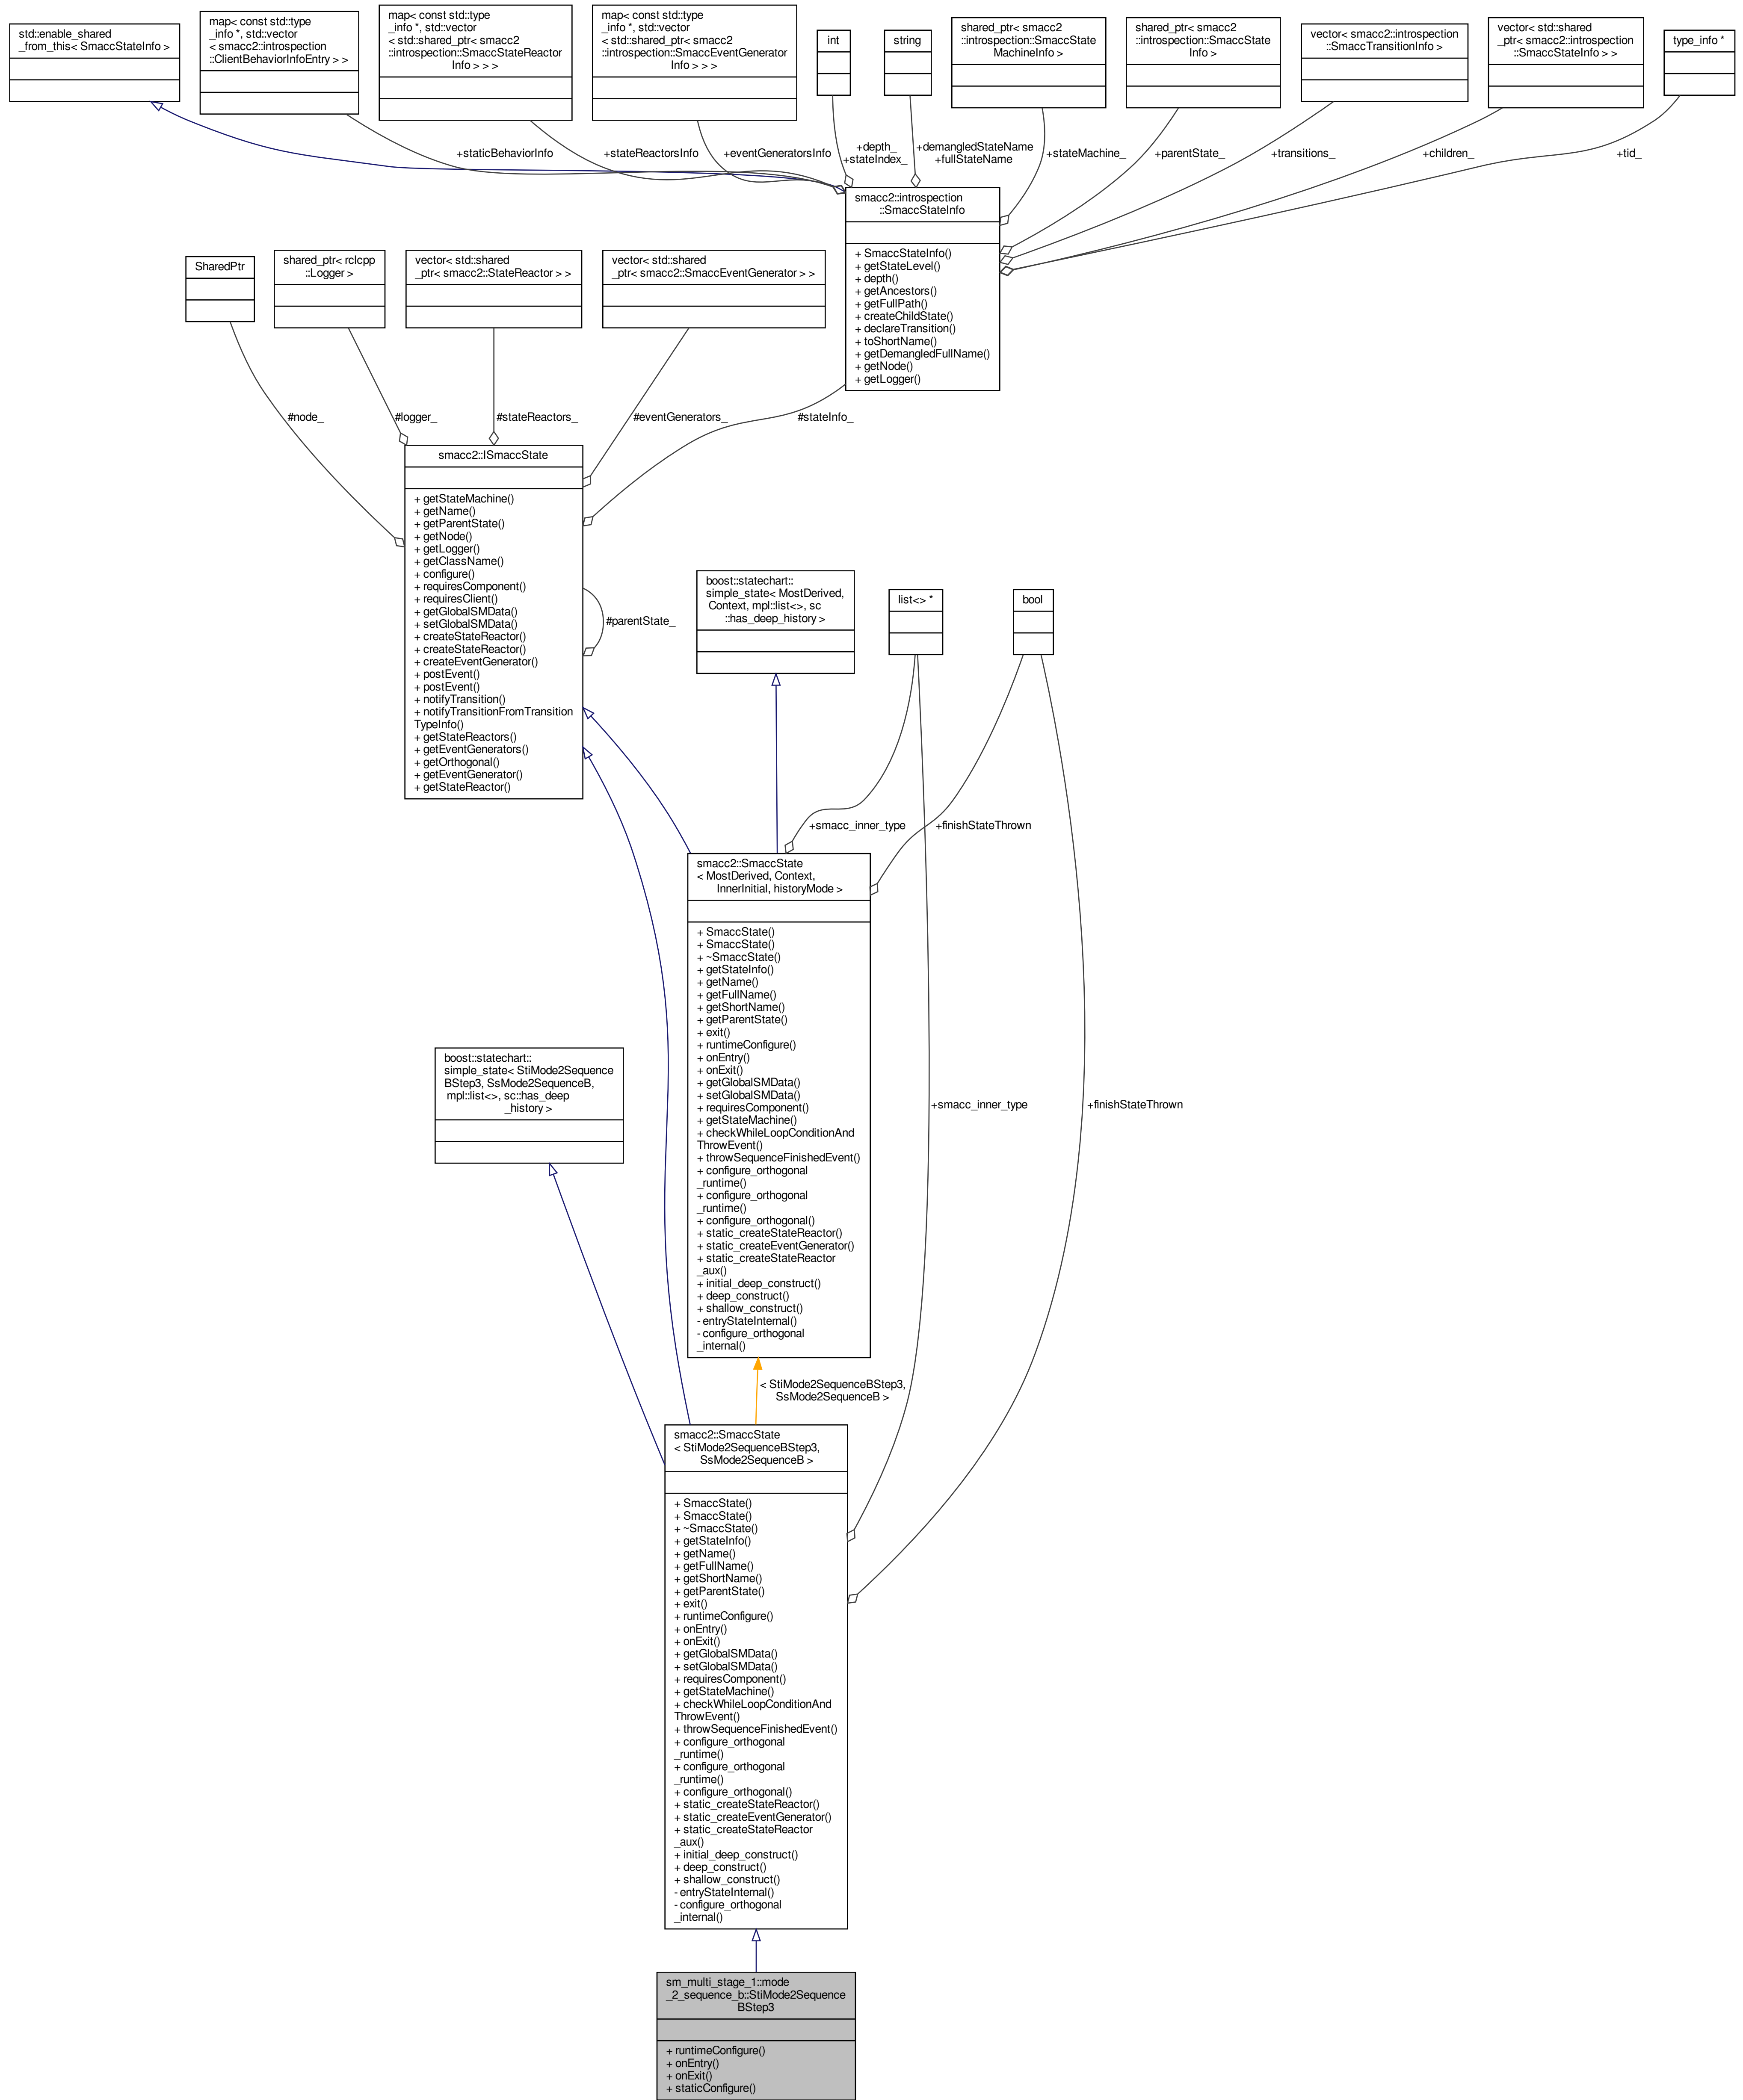 std::enable_shared
_from_this< SmaccStateInfo >
map< const std::type
_info *, std::vector
< smacc2::introspection
::ClientBehaviorInfoEntry > >
map< const std::type
_info *, std::vector
< std::shared_ptr< smacc2
::introspection::SmaccStateReactor
Info > > >
map< const std::type
_info *, std::vector
< std::shared_ptr< smacc2
::introspection::SmaccEventGenerator
Info > > >
int
string
shared_ptr< smacc2
::introspection::SmaccState
MachineInfo >
shared_ptr< smacc2
::introspection::SmaccState
Info >
vector< smacc2::introspection
::SmaccTransitionInfo >
vector< std::shared
_ptr< smacc2::introspection
::SmaccStateInfo > >
type_info *
+staticBehaviorInfo
+stateReactorsInfo
+eventGeneratorsInfo
+depth_
+stateIndex_
+demangledStateName
+fullStateName
+stateMachine_
+parentState_
+transitions_
+children_
+tid_
smacc2::introspection
::SmaccStateInfo
+ SmaccStateInfo()
+ getStateLevel()
+ depth()
+ getAncestors()
+ getFullPath()
+ createChildState()
+ declareTransition()
+ toShortName()
+ getDemangledFullName()
+ getNode()
+ getLogger()
SharedPtr
shared_ptr< rclcpp
::Logger >
vector< std::shared
_ptr< smacc2::StateReactor > >
vector< std::shared
_ptr< smacc2::SmaccEventGenerator > >
#node_
#logger_
#stateReactors_
#eventGenerators_
#stateInfo_
smacc2::ISmaccState
+ getStateMachine()
+ getName()
+ getParentState()
+ getNode()
+ getLogger()
+ getClassName()
+ configure()
+ requiresComponent()
+ requiresClient()
+ getGlobalSMData()
+ setGlobalSMData()
+ createStateReactor()
+ createStateReactor()
+ createEventGenerator()
+ postEvent()
+ postEvent()
+ notifyTransition()
+ notifyTransitionFromTransition
TypeInfo()
+ getStateReactors()
+ getEventGenerators()
+ getOrthogonal()
+ getEventGenerator()
+ getStateReactor()
#parentState_
boost::statechart::
simple_state< MostDerived,
Context, mpl::list<>, sc
::has_deep_history >
list<> *
bool
+smacc_inner_type
+finishStateThrown
smacc2::SmaccState
< MostDerived, Context,
InnerInitial, historyMode >
+ SmaccState()
+ SmaccState()
+ ~SmaccState()
+ getStateInfo()
+ getName()
+ getFullName()
+ getShortName()
+ getParentState()
+ exit()
+ runtimeConfigure()
+ onEntry()
+ onExit()
+ getGlobalSMData()
+ setGlobalSMData()
+ requiresComponent()
+ getStateMachine()
+ checkWhileLoopConditionAnd
ThrowEvent()
+ throwSequenceFinishedEvent()
+ configure_orthogonal
_runtime()
+ configure_orthogonal
_runtime()
+ configure_orthogonal()
+ static_createStateReactor()
+ static_createEventGenerator()
+ static_createStateReactor
_aux()
+ initial_deep_construct()
+ deep_construct()
+ shallow_construct()
- entryStateInternal()
- configure_orthogonal
_internal()
boost::statechart::
simple_state< StiMode2Sequence
BStep3, SsMode2SequenceB,
mpl::list<>, sc::has_deep
_history >
+smacc_inner_type
+finishStateThrown
< StiMode2SequenceBStep3,
SsMode2SequenceB >
smacc2::SmaccState
< StiMode2SequenceBStep3,
SsMode2SequenceB >
+ SmaccState()
+ SmaccState()
+ ~SmaccState()
+ getStateInfo()
+ getName()
+ getFullName()
+ getShortName()
+ getParentState()
+ exit()
+ runtimeConfigure()
+ onEntry()
+ onExit()
+ getGlobalSMData()
+ setGlobalSMData()
+ requiresComponent()
+ getStateMachine()
+ checkWhileLoopConditionAnd
ThrowEvent()
+ throwSequenceFinishedEvent()
+ configure_orthogonal
_runtime()
+ configure_orthogonal
_runtime()
+ configure_orthogonal()
+ static_createStateReactor()
+ static_createEventGenerator()
+ static_createStateReactor
_aux()
+ initial_deep_construct()
+ deep_construct()
+ shallow_construct()
- entryStateInternal()
- configure_orthogonal
_internal()
sm_multi_stage_1::mode
_2_sequence_b::StiMode2Sequence
BStep3
+ runtimeConfigure()
+ onEntry()
+ onExit()
+ staticConfigure()